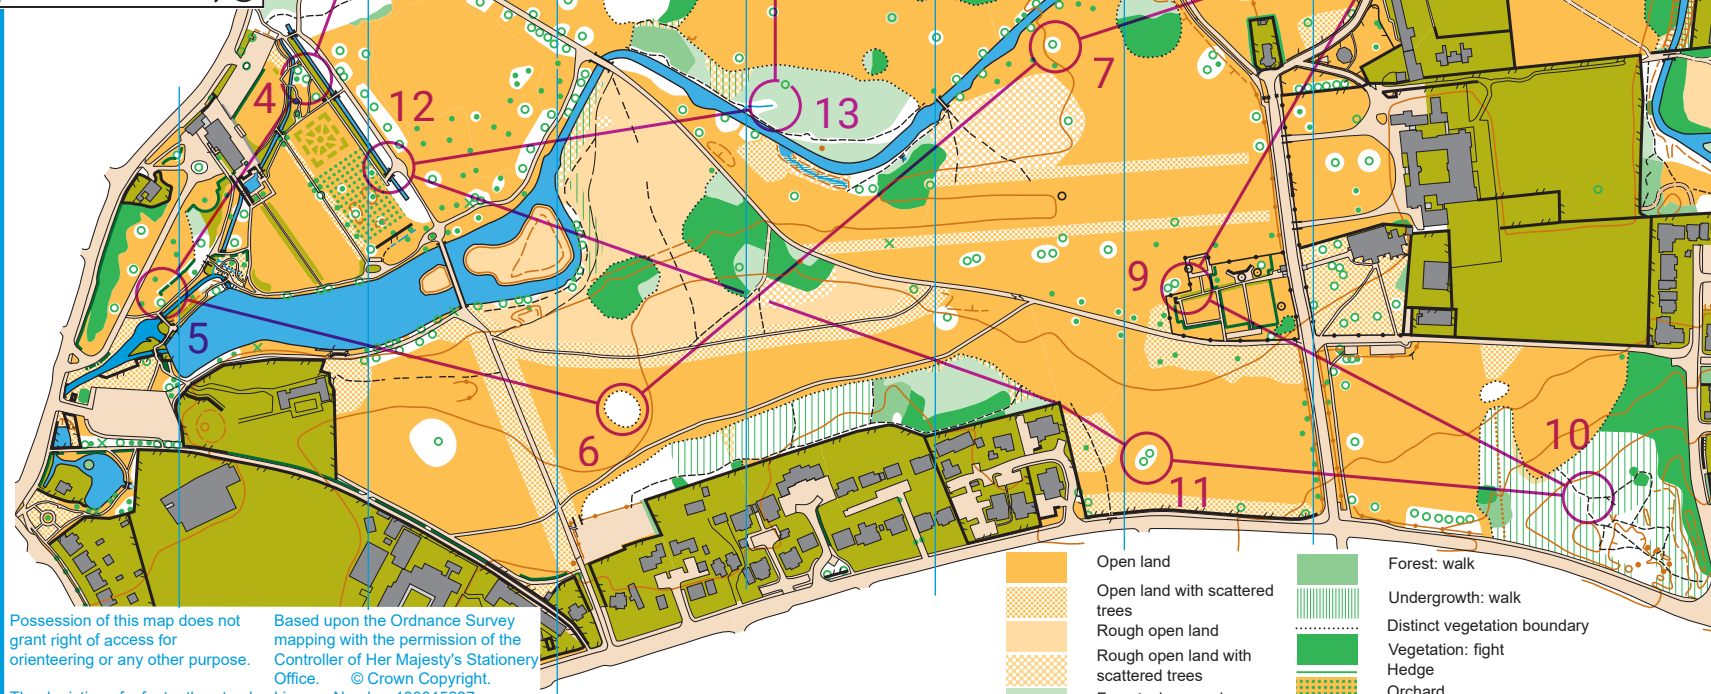 4
12
13
7
9
5
6
10
11
Possession of this map does not
grant right of access for
orienteering or any other purpose.
Based upon the Ordnance Survey
mapping with the permission of the
Controller of Her Majesty's Stationery
Office. © Crown Copyright.
Open land
Open land with scattered
trees
Rough open land
Rough open land with
scattered trees
Forest: walk
Undergrowth: walk
Distinct vegetation boundary
Vegetation: fight
Hedge
Orchard